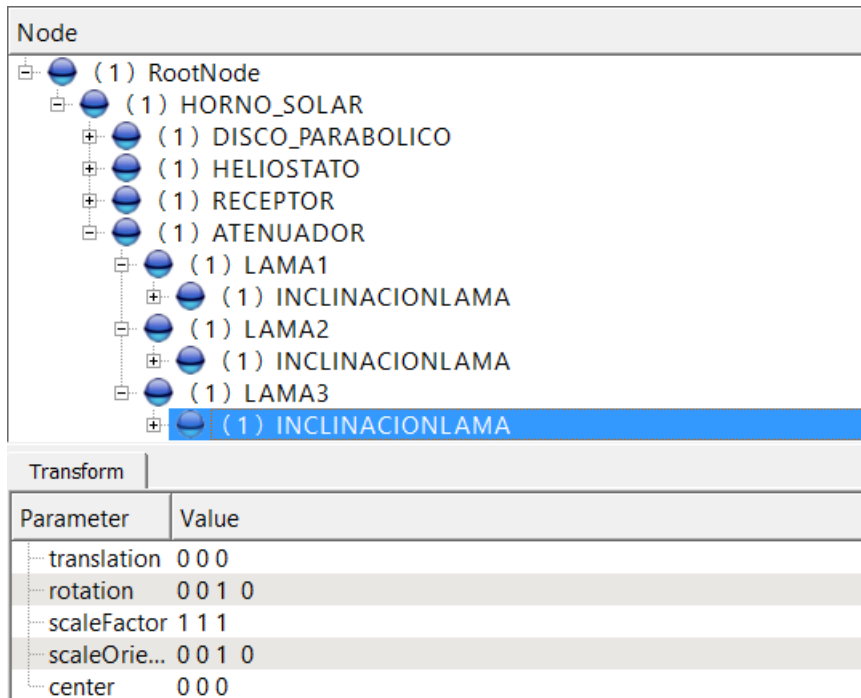 Node
(1) RootNode
(1) HORNO_SOLAR
(1) DISCO_PARABOLICO
(1) HELIOSTATO
(1) RECEPTOR
(1) ATENUADOR
(1) LAMA1
(1) INCLINACIONLAMA
(1) LAMA2
(1) INCLINACIONLAMA
(1) LAMA3
(1) INCLINACIONLAMA
Transform
Parameter Value
translation 0 0 0
rotation 0 0 1 0
scaleFactor 1 1 1
scaleOrie... 0 0 1 0
center 0 0 0